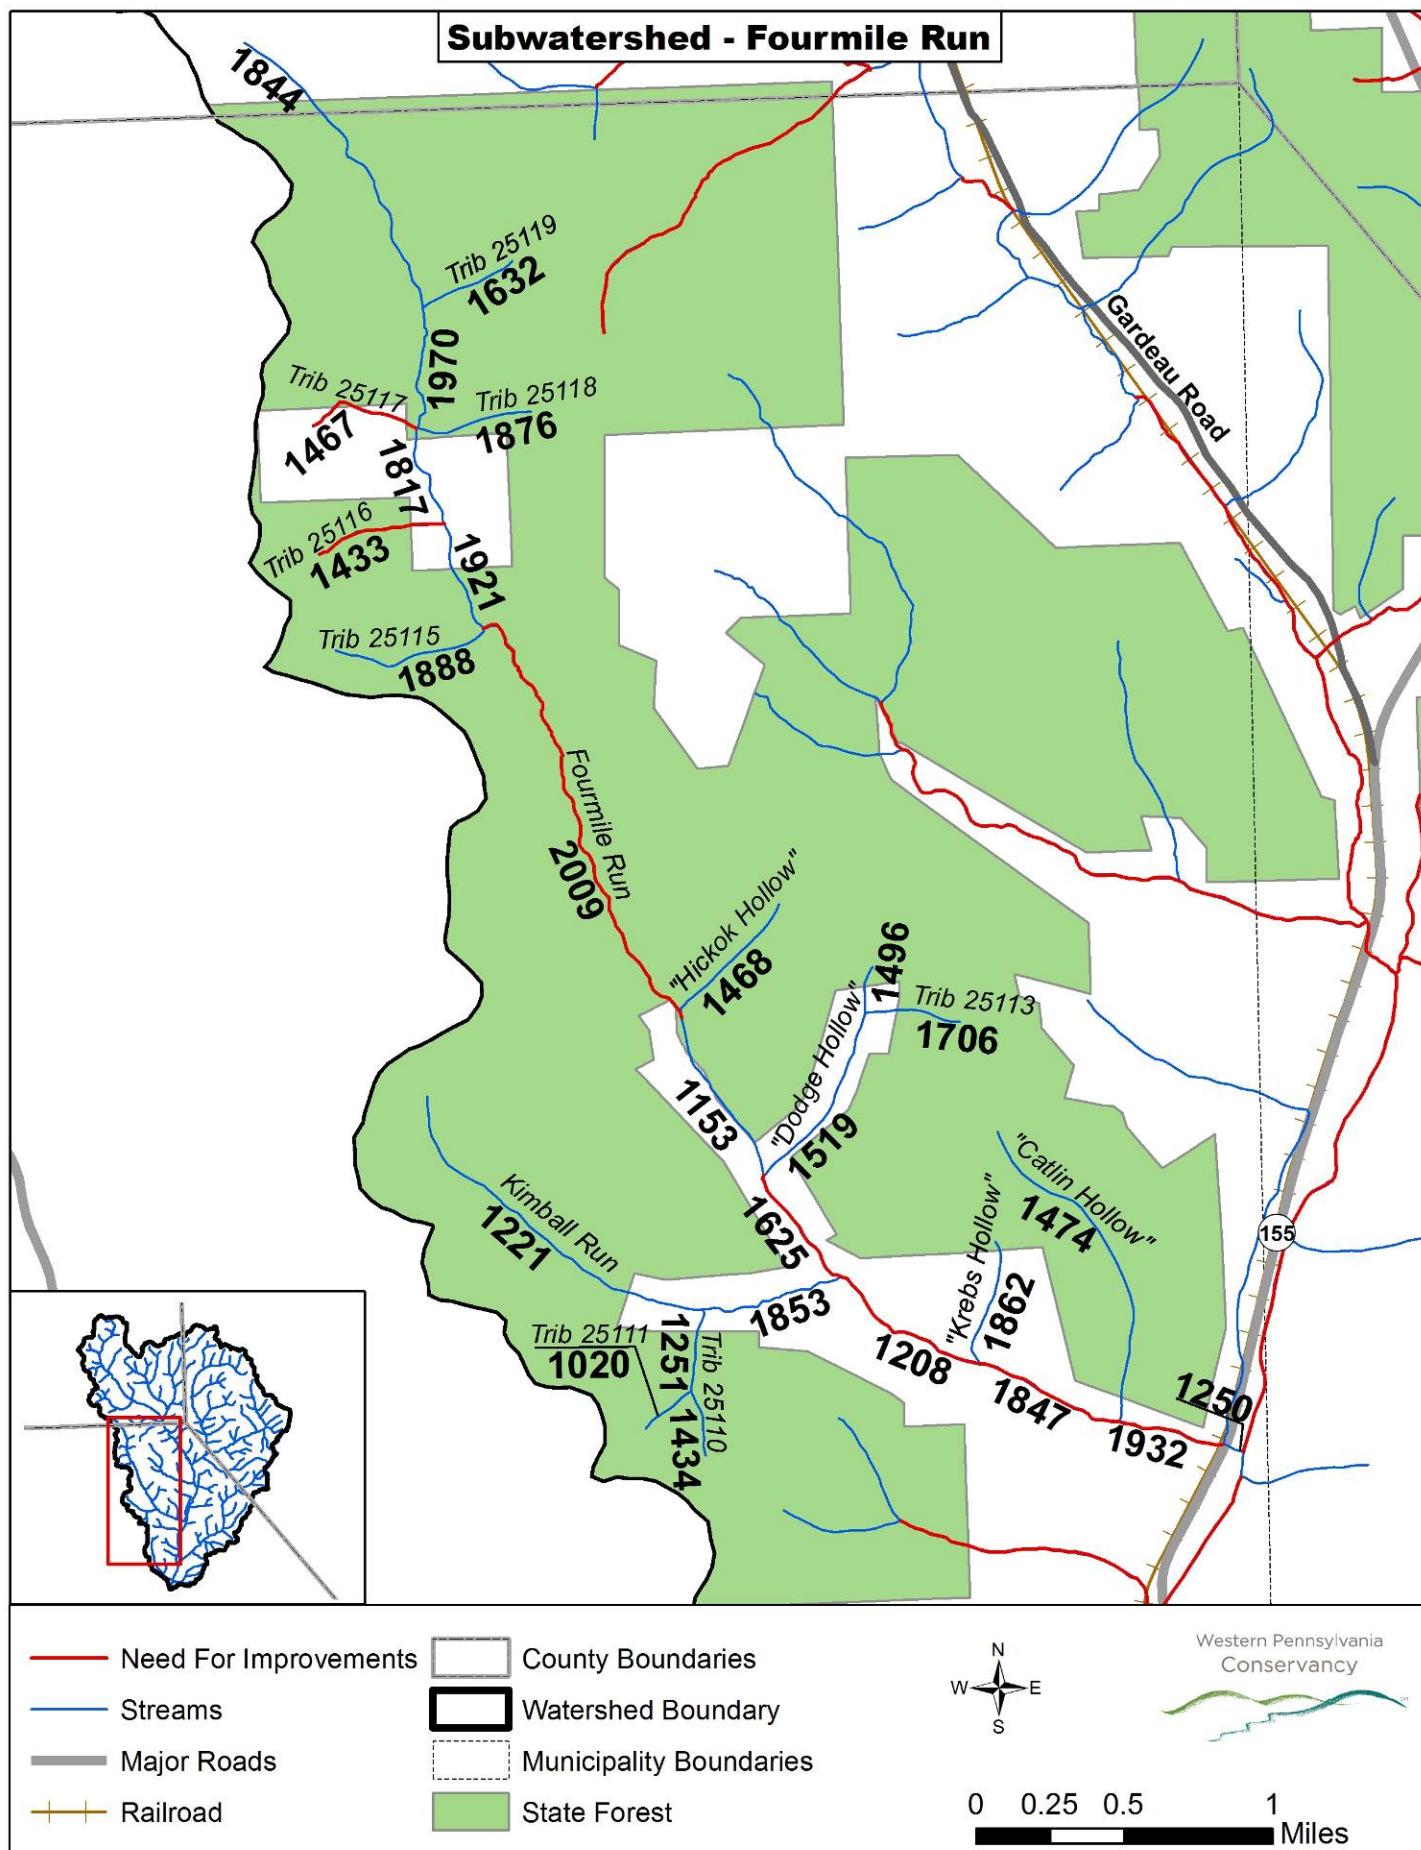 Subwatershed - Fourmile Run
1844
Trib 25119
1632
1970
Gardeau Road
Trib 25117
1467
Trib 25118
1876
1817
Trib 25116
1433
1921
Trib 25115
1888
Fourmile Run
2009
"Hickok Hollow"
1468
1496
Trib 25113
1706
"Dodge Hollow"
1519
1153
"Catlin Hollow"
1474
Kimball Run
1221
1625
"Krebs Hollow"
1862
155
1853
Trib 25111
1020
1251
Trib 25110
1434
1208
1847
1250
1932
Need For Improvements
Streams
Major Roads
Railroad
County Boundaries
Watershed Boundary
Municipality Boundaries
State Forest
N
W E
S
Western Pennsylvania
Conservancy
0 0.25 0.5 1
Miles